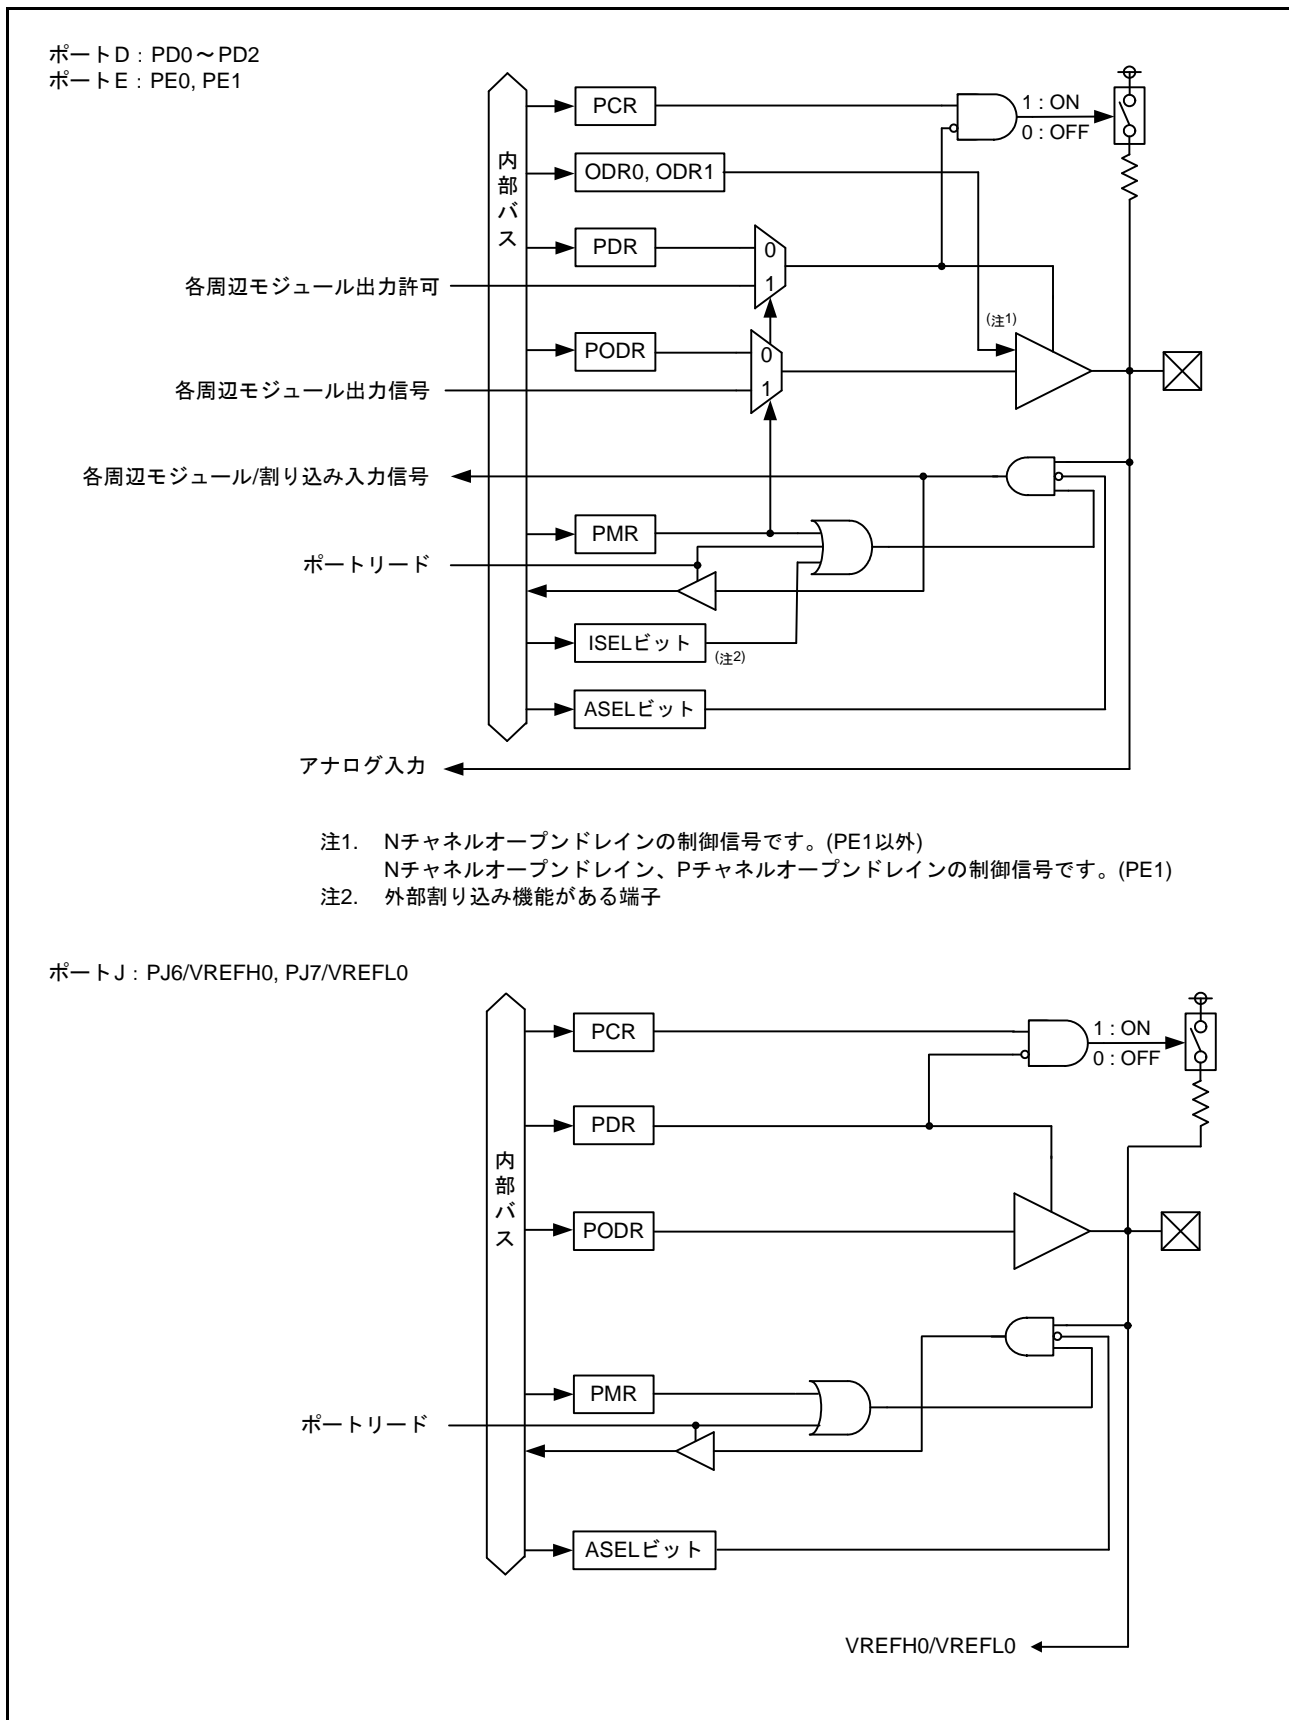 ポートD : PD0～PD2
ポートE : PE0, PE1
内部バス
PCR
1 : ON
0 : OFF
ODR0, ODR1
PDR
0
1
各周辺モジュール出力許可
(注1)
PODR
0
1
各周辺モジュール出力信号
各周辺モジュール/割り込み入力信号
PMR
ポートリード
ISELビット
(注2)
ASELビット
アナログ入力
注1. Nチャネルオープンドレインの制御信号です。(PE1以外)
Nチャネルオープンドレイン、Pチャネルオープンドレインの制御信号です。(PE1)
注2. 外部割り込み機能がある端子
ポートJ : PJ6/VREFH0, PJ7/VREFL0
内部バス
PCR
1 : ON
0 : OFF
PDR
PODR
PMR
ポートリード
ASELビット
VREFH0/VREFL0